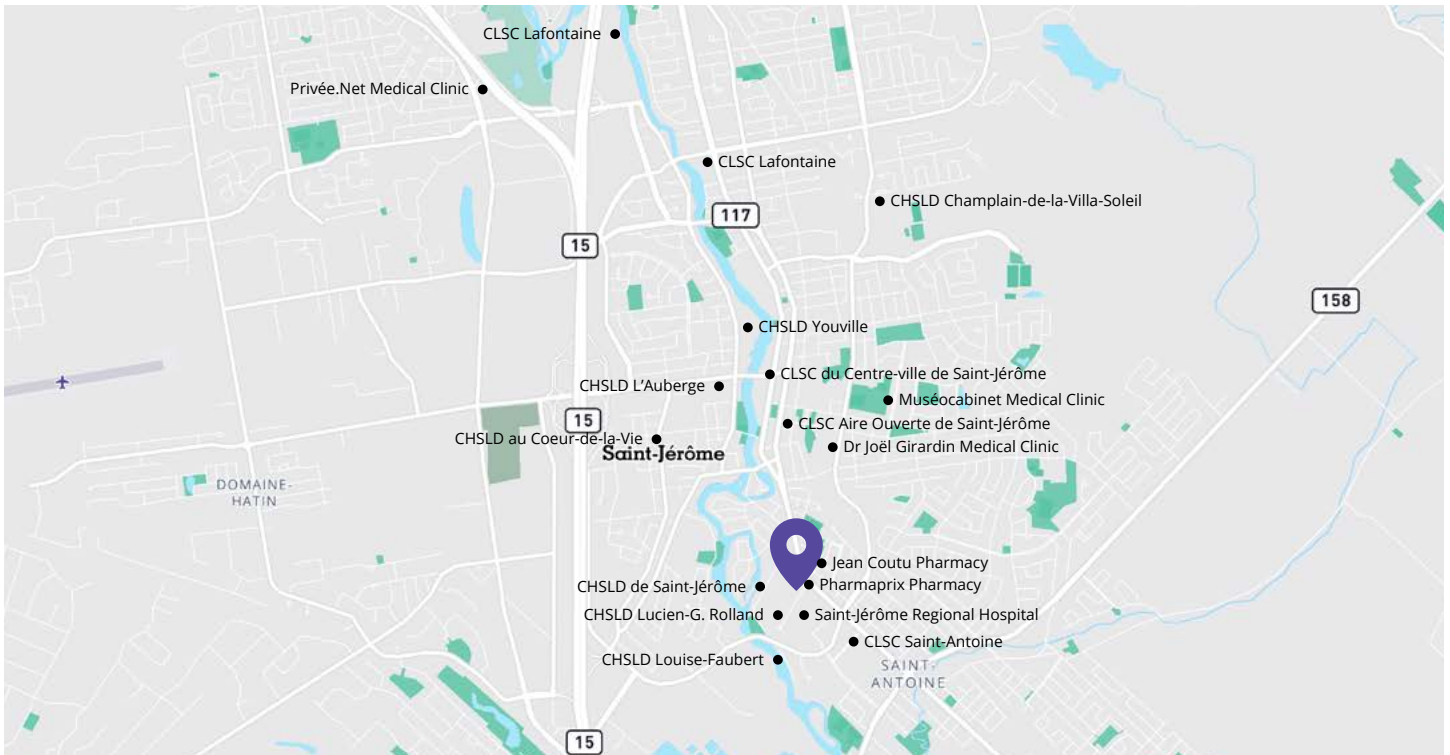 CLSC Lafontaine
Privée.Net Medical Clinic
CLSC Lafontaine
CHSLD Champlain-de-la-Villa-Soleil
117
15
158
CHSLD Youville
CLSC du Centre-ville de Saint-Jérôme
CHSLD L’Auberge
Muséocabinet Medical Clinic
15
CLSC Aire Ouverte de Saint-Jérôme
CHSLD au Coeur-de-la-Vie
Dr Joël Girardin Medical Clinic
Saint-Jérôme
DOMAINE-
HATIN
Jean Coutu Pharmacy
CHSLD de Saint-Jérôme
Pharmaprix Pharmacy
CHSLD Lucien-G. Rolland
Saint-Jérôme Regional Hospital
CLSC Saint-Antoine
CHSLD Louise-Faubert
SAINT-
ANTOINE
15